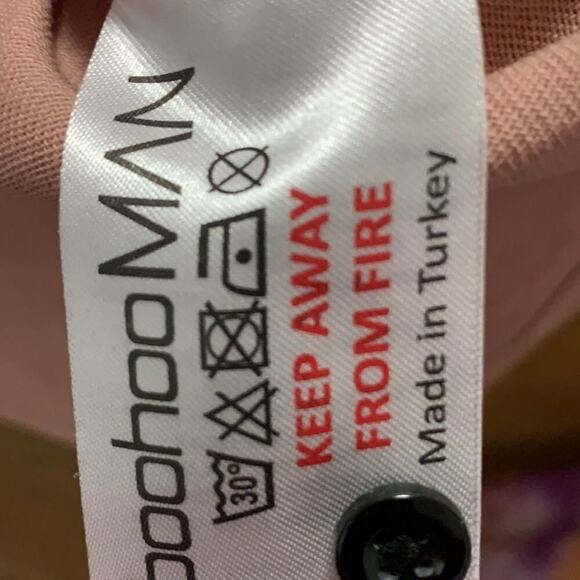 boohooMAN
30°
KEEP AWAY
FROM FIRE
Made in Turkey